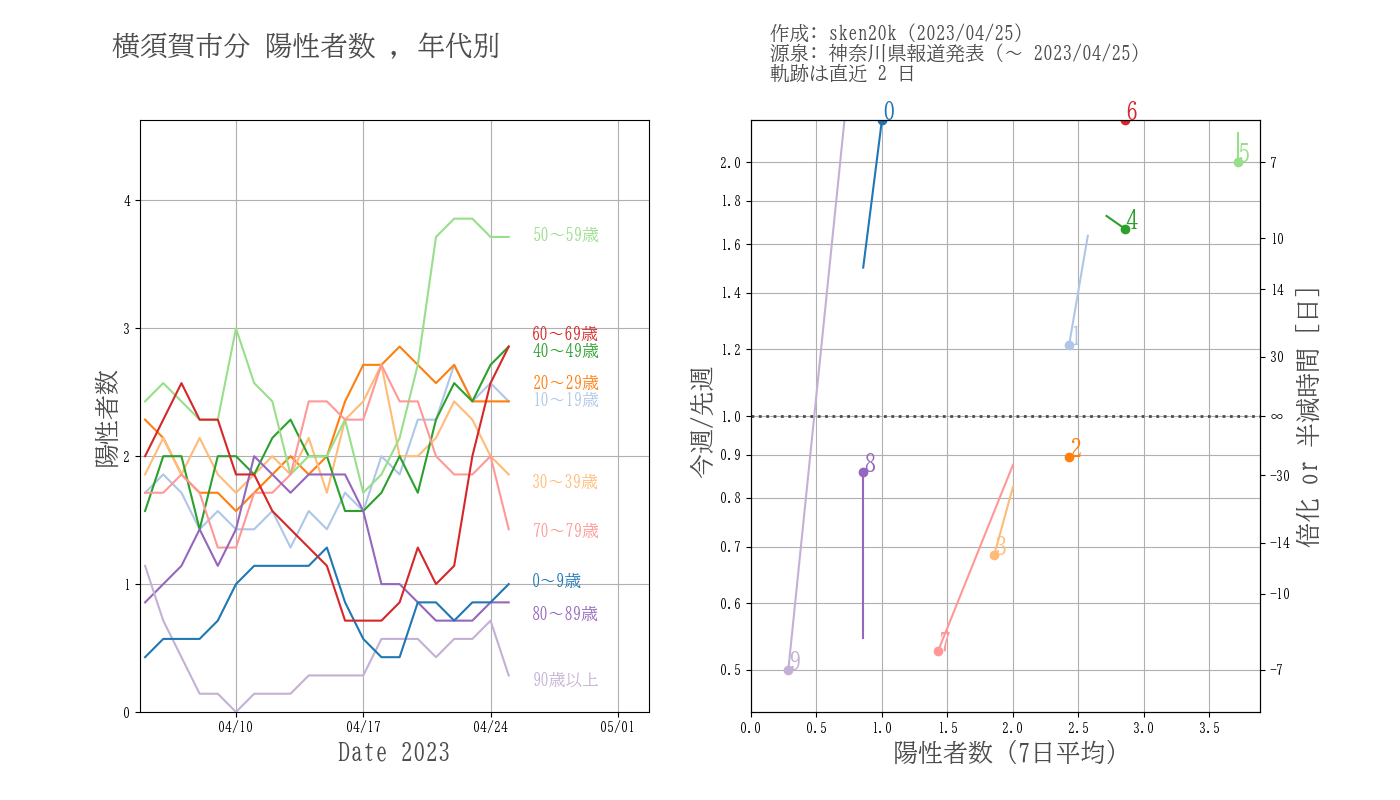 横須賀市分 陽性者数 , 年代別
作成: sken20k (2023/04/25)
源泉: 神奈川県報道発表 (〜 2023/04/25)
軌跡は直近 2 日
陽性者数
4
3
2
1
0
04/10
04/17
04/24
05/01
Date 2023
50〜59歳
60〜69歳
40〜49歳
20〜29歳
10〜19歳
30〜39歳
70〜79歳
0〜9歳
80〜89歳
90歳以上
今週/先週
2.0
1.8
1.6
1.4
1.2
1.0
0.9
0.8
0.7
0.6
0.5
0.0
0.5
1.0
1.5
2.0
2.5
3.0
3.5
陽性者数 (7日平均)
0
6
5
4
1
2
8
3
7
9
7
10
14
30
∞
-30
-14
-10
-7
倍化 or 半減時間 [日]